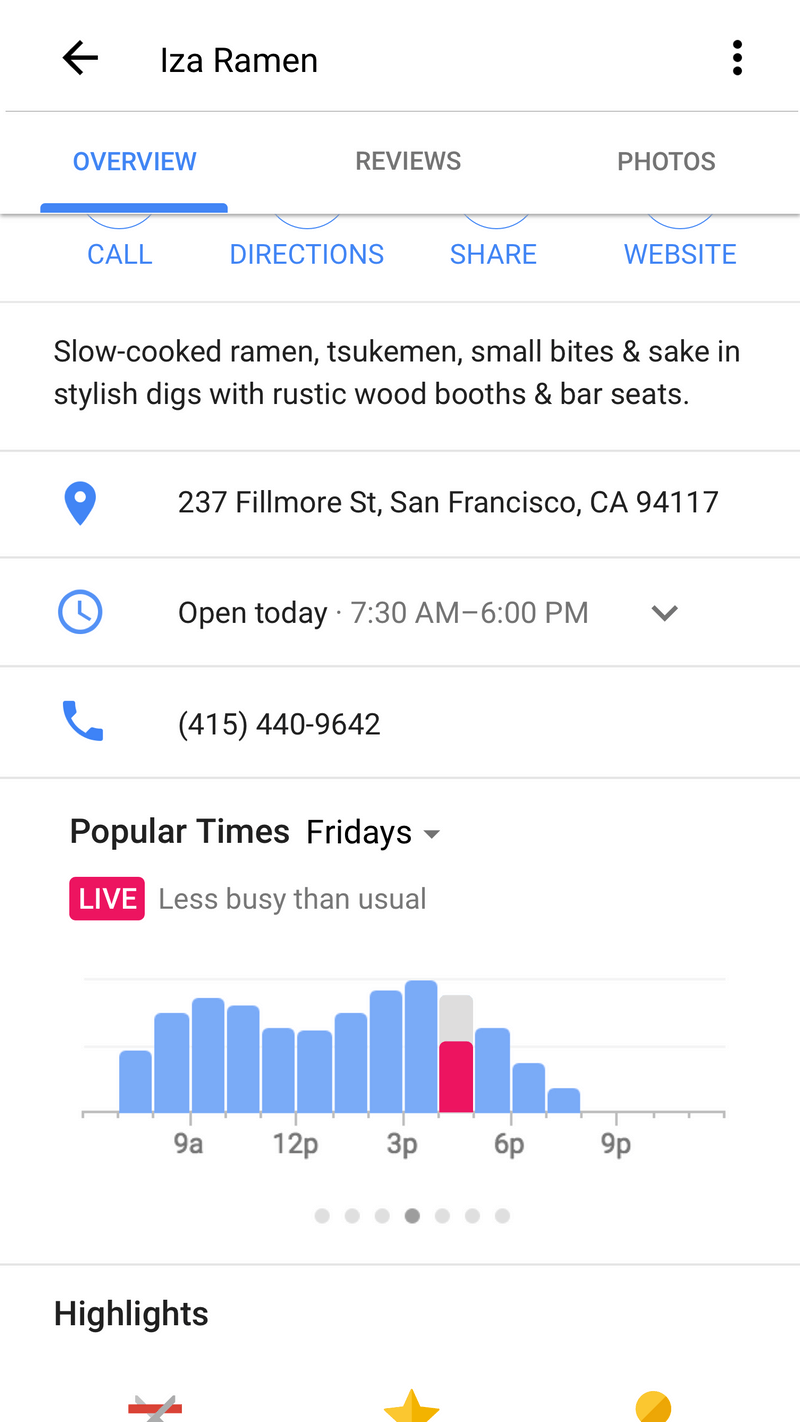 Iza Ramen
OVERVIEW REVIEWS PHOTOS
CALL DIRECTIONS SHARE WEBSITE
Slow-cooked ramen, tsukemen, small bites & sake in
stylish digs with rustic wood booths & bar seats.
237 Fillmore St, San Francisco, CA 94117
Open today · 7:30 AM–6:00 PM
(415) 440-9642
Popular Times Fridays
LIVE Less busy than usual
9a 12p 3p 6p 9p
Highlights